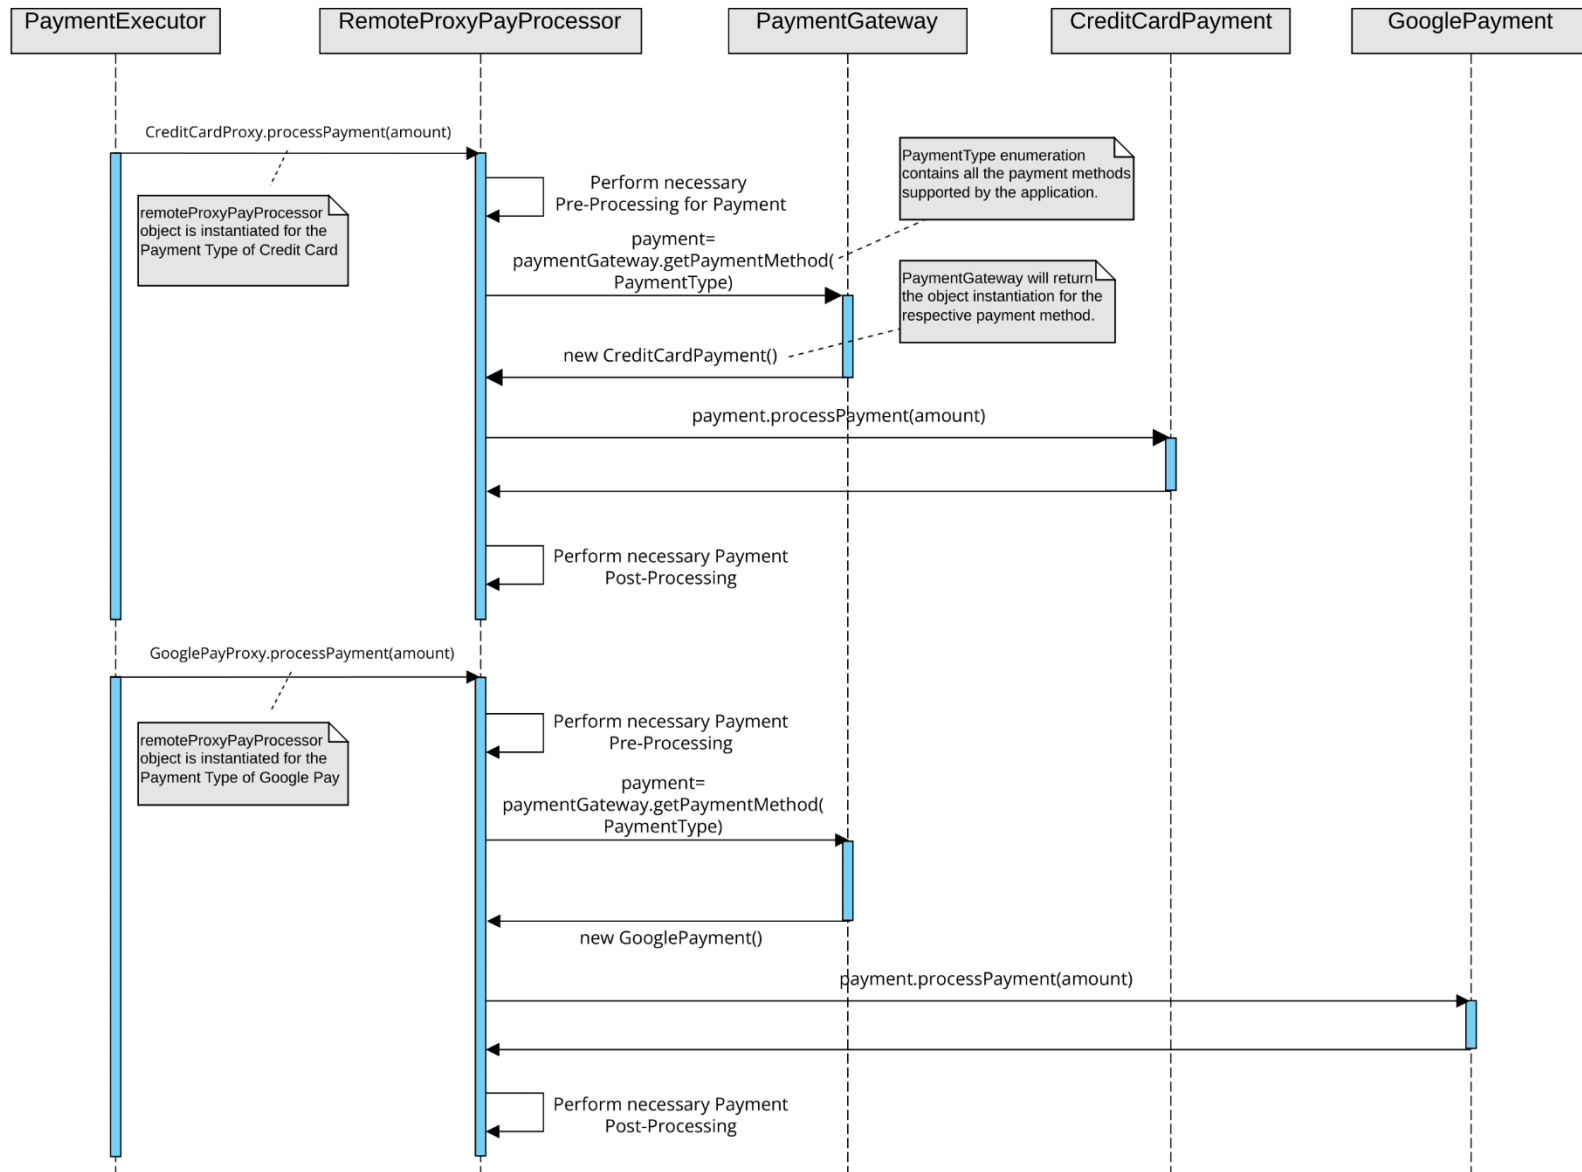 PaymentExecutor
RemoteProxyPayProcessor
PaymentGateway
CreditCardPayment
GooglePayment
CreditCardProxy.processPayment(amount)
remoteProxyPayProcessor
object is instantiated for the
Payment Type of Credit Card
Perform necessary
Pre-Processing for Payment
PaymentType enumeration
contains all the payment methods
supported by the application.
payment=
paymentGateway.getPaymentMethod(
PaymentType)
PaymentGateway will return
the object instantiation for the
respective payment method.
new CreditCardPayment()
payment.processPayment(amount)
Perform necessary Payment
Post-Processing
GooglePayProxy.processPayment(amount)
remoteProxyPayProcessor
object is instantiated for the
Payment Type of Google Pay
Perform necessary Payment
Pre-Processing
payment=
paymentGateway.getPaymentMethod(
PaymentType)
new GooglePayment()
payment.processPayment(amount)
Perform necessary Payment
Post-Processing